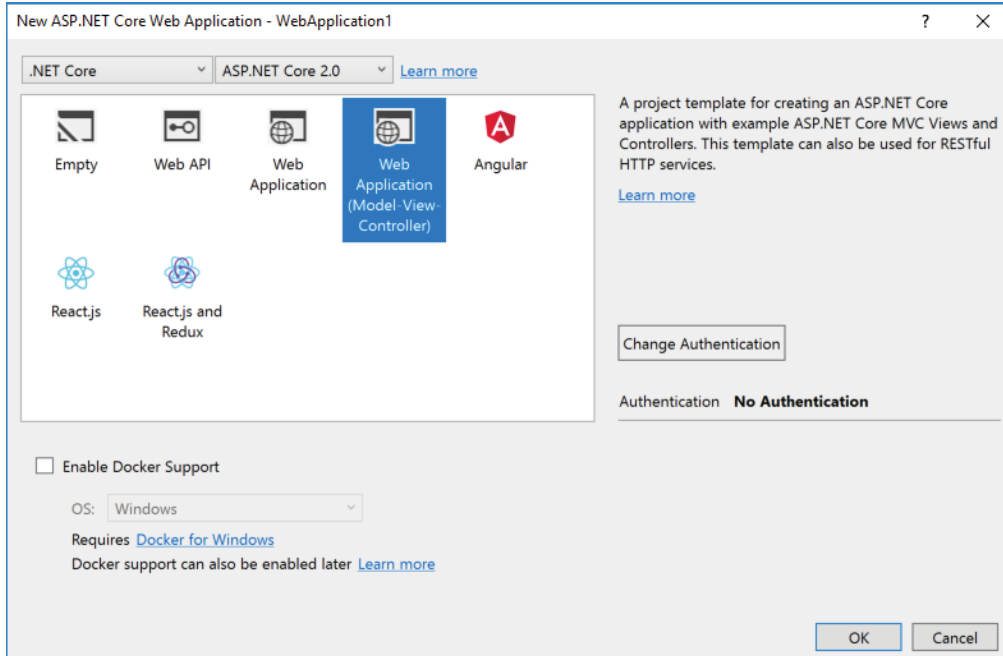 New ASP.NET Core Web Application - WebApplication1
.NET Core
ASP.NET Core 2.0
Learn more
Empty
Web API
Web
Application
Web
Application
(Model-View-
Controller)
Angular
React.js
React.js and
Redux
A project template for creating an ASP.NET Core
application with example ASP.NET Core MVC Views and
Controllers. This template can also be used for RESTful
HTTP services.
Learn more
Change Authentication
Authentication No Authentication
Enable Docker Support
OS: Windows
Requires Docker for Windows
Docker support can also be enabled later Learn more
OK
Cancel